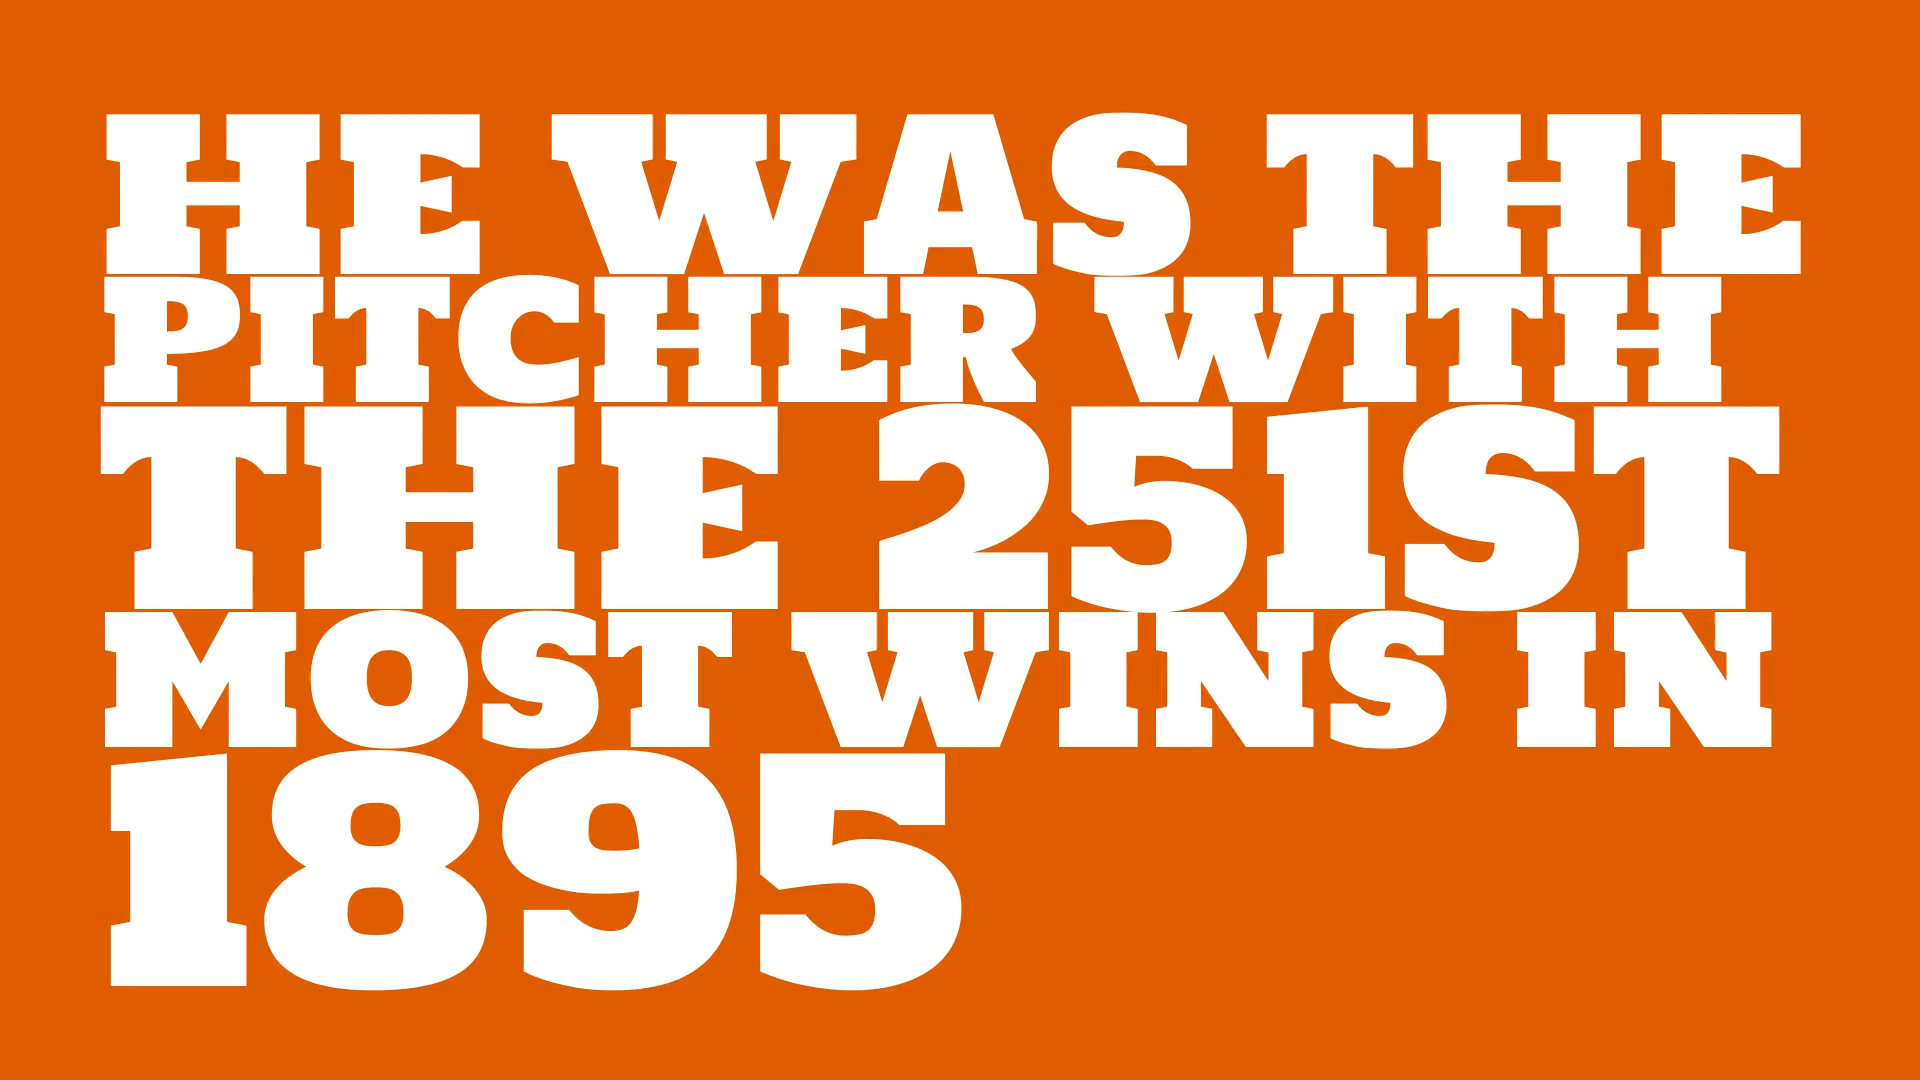 HE WAS THE
PITCHER WITH
THE 251ST
MOST WINS IN
1895